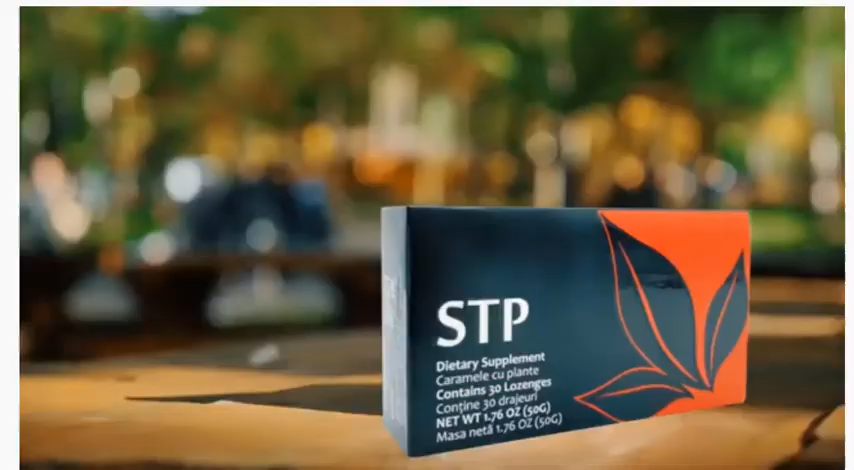 STP
Dietary Supplement
Caramele cu plante
Contains 30 Lozenges
Conține 30 drajeuri
NET WT 1.76 OZ (50G)
Masa netă 1.76 OZ (50G)